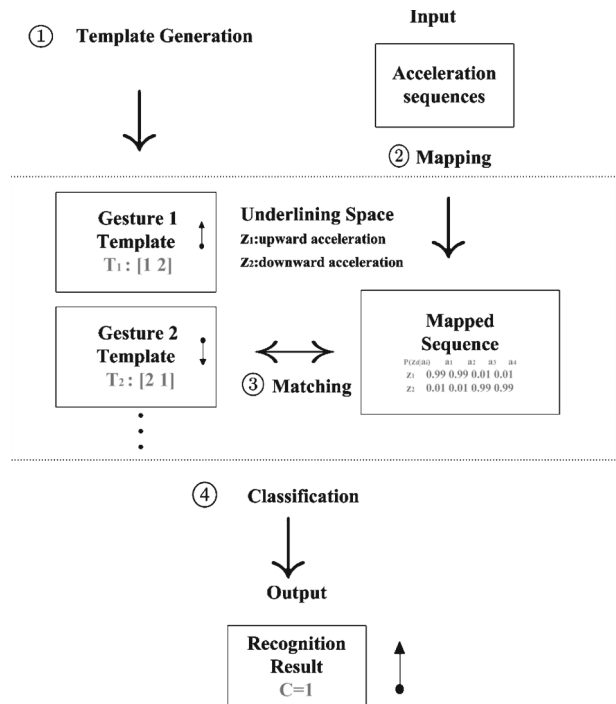 ① Template Generation
Input
Acceleration
sequences
② Mapping
Gesture 1
Template
T₁ : [1 2]
Underlining Space
Z₁:upward acceleration
Z₂:downward acceleration
Gesture 2
Template
T₂ : [2 1]
③ Matching
Mapped
Sequence
P(Zᵢ|aᵢ) a₁ a₂ a₃ a₄
Z₁ 0.99 0.99 0.01 0.01
Z₂ 0.01 0.01 0.99 0.99
④ Classification
Output
Recognition
Result
C=1